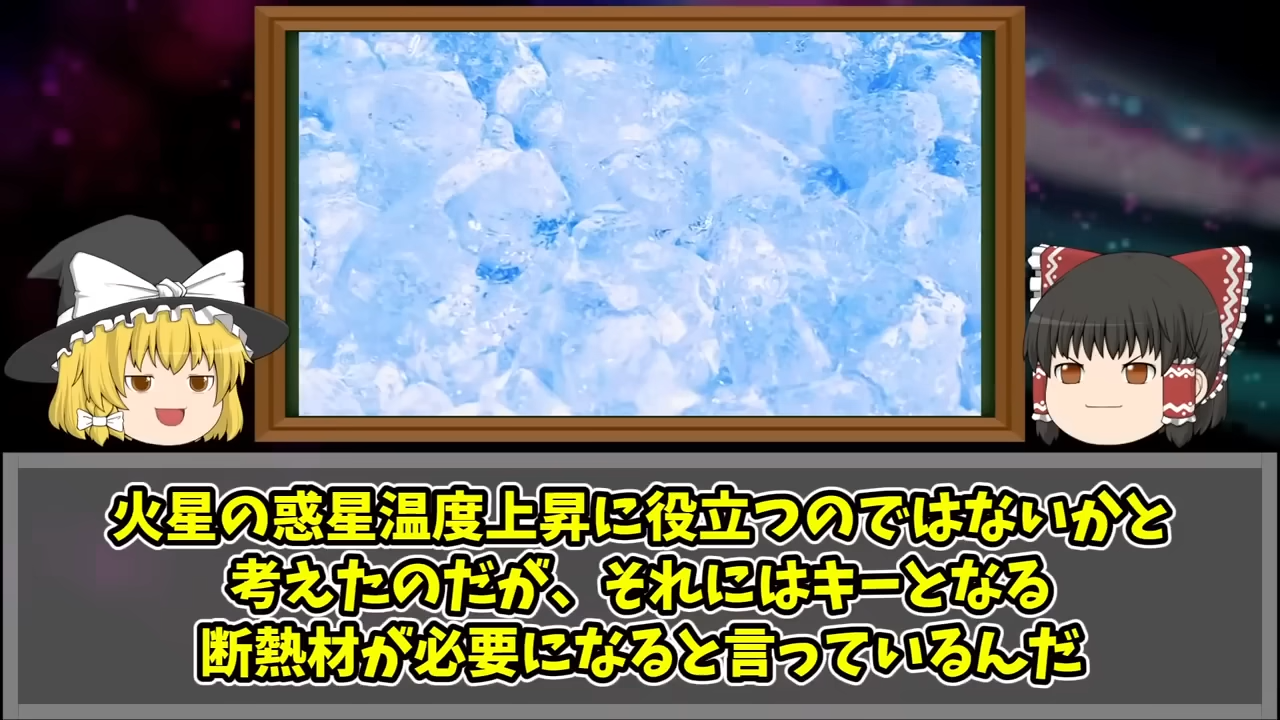 火星の惑星温度上昇に役立つのではないかと
考えたのだが、それにはキーとなる
断熱材が必要になると言っているんだ